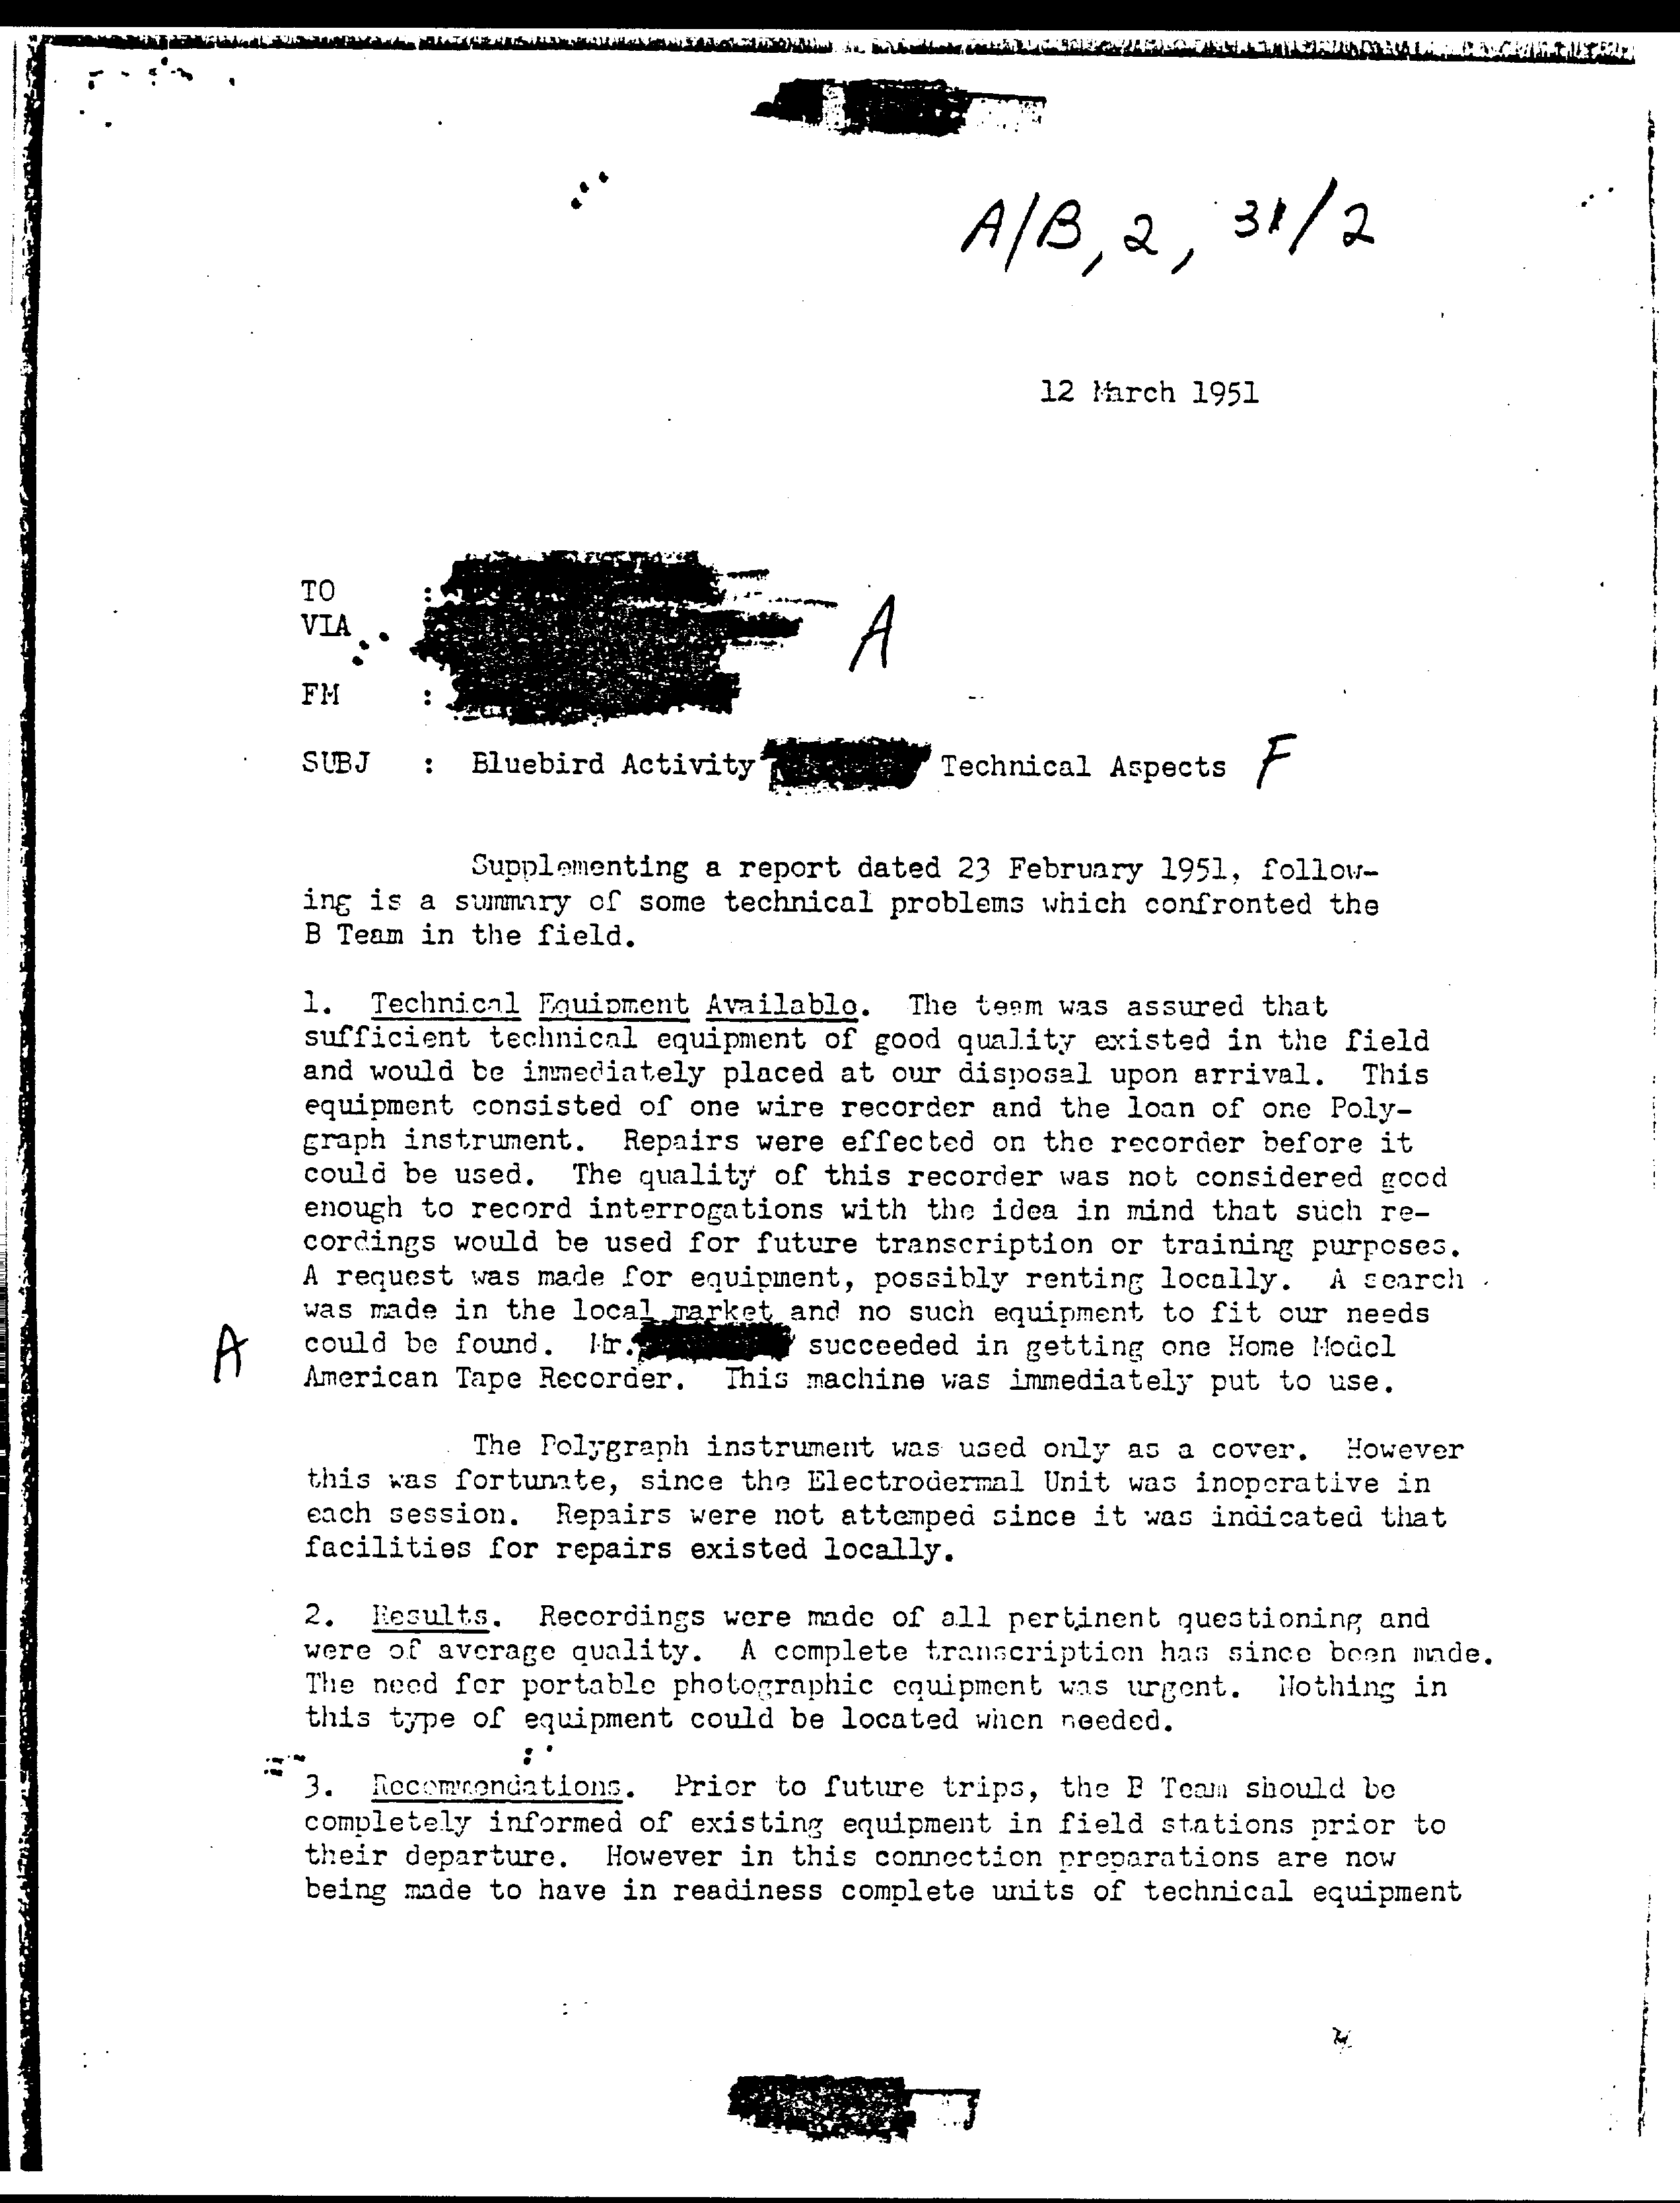 A/B, 2, 31/2
12 March 1951
TO :
VIA
A
FM :
SUBJ : Bluebird Activity Technical Aspects F
Supplementing a report dated 23 February 1951, follow-
ing is a summary of some technical problems which confronted the
B Team in the field.
1. Technical Equipment Available. The team was assured that
sufficient technical equipment of good quality existed in the field
and would be immediately placed at our disposal upon arrival. This
equipment consisted of one wire recorder and the loan of one Poly-
graph instrument. Repairs were effected on the recorder before it
could be used. The quality of this recorder was not considered good
enough to record interrogations with the idea in mind that such re-
cordings would be used for future transcription or training purposes.
A request was made for equipment, possibly renting locally. A search
was made in the local market and no such equipment to fit our needs
A could be found. Mr. succeeded in getting one Home Model
American Tape Recorder. This machine was immediately put to use.
The Polygraph instrument was used only as a cover. However
this was fortunate, since the Electrodermal Unit was inoperative in
each session. Repairs were not attemped since it was indicated that
facilities for repairs existed locally.
2. Results. Recordings were made of all pertinent questioning and
were of average quality. A complete transcription has since been made.
The need for portable photographic equipment was urgent. Nothing in
this type of equipment could be located when needed.
3. Recommendations. Prior to future trips, the B Team should be
completely informed of existing equipment in field stations prior to
their departure. However in this connection preparations are now
being made to have in readiness complete units of technical equipment